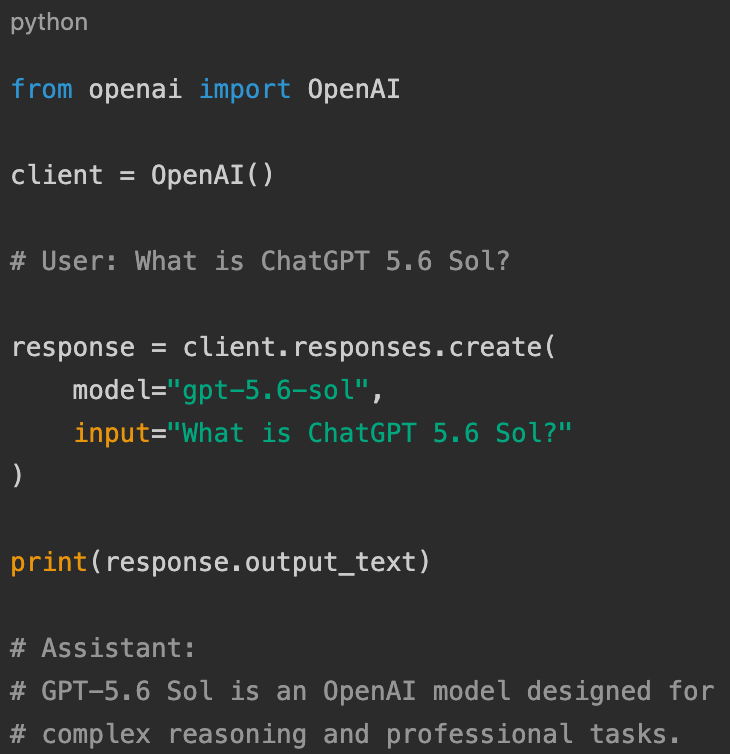 python
from openai import OpenAI
client = OpenAI()
# User: What is ChatGPT 5.6 Sol?
response = client.responses.create(
    model="gpt-5.6-sol",
    input="What is ChatGPT 5.6 Sol?"
)
print(response.output_text)
# Assistant:
# GPT-5.6 Sol is an OpenAI model designed for
# complex reasoning and professional tasks.